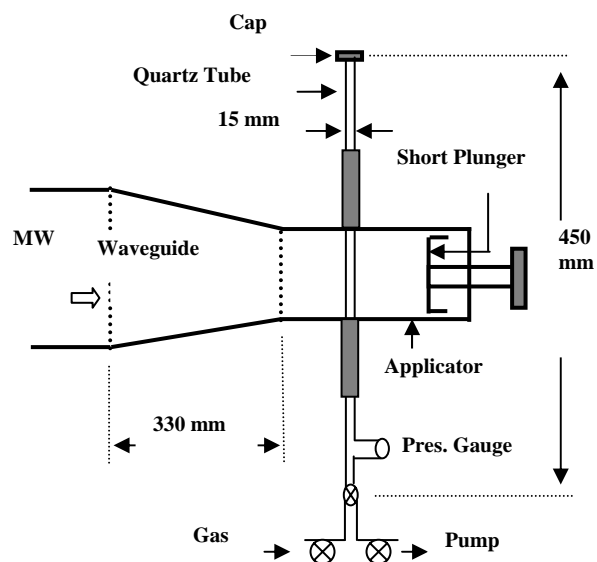 Cap
Quartz Tube
15 mm
Short Plunger
MW
Waveguide
450
mm
Applicator
330 mm
Pres. Gauge
Gas
Pump